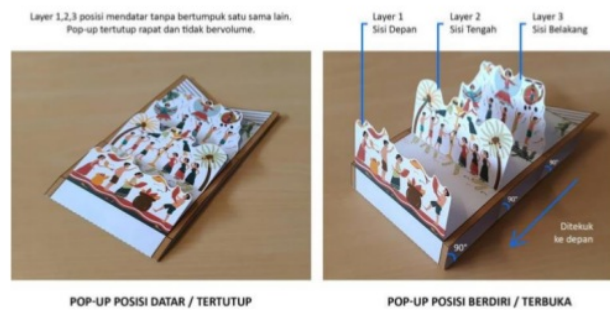 Layer 1,2,3 posisi mendatar tanpa bertumpuk satu sama lain.
Pop-up tertutup rapat dan tidak bervolume.
Layer 1
Sisi Depan
Layer 2
Sisi Tengah
Layer 3
Sisi Belakang
90°
90°
90°
Ditekuk
ke depan
POP-UP POSISI DATAR / TERTUTUP
POP-UP POSISI BERDIRI / TERBUKA